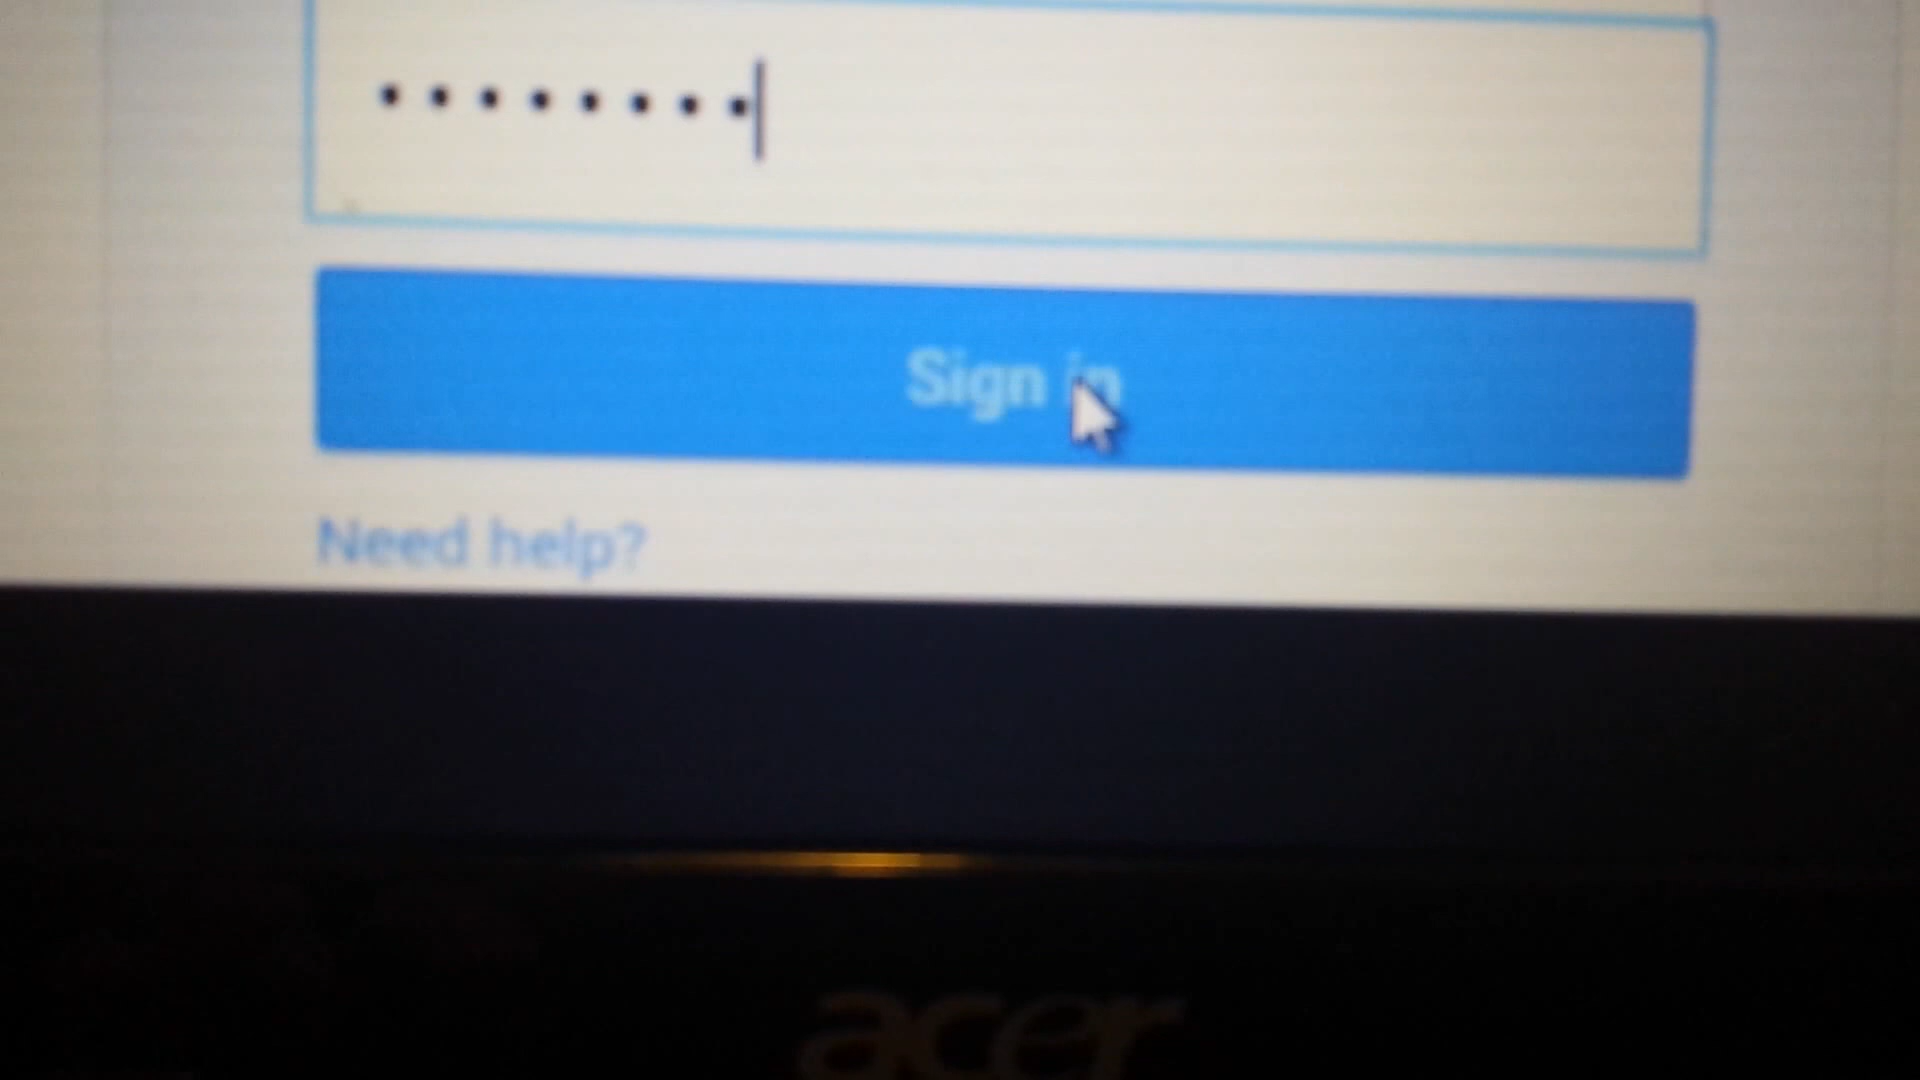 ••••••••
Sign in
Need help?
acer